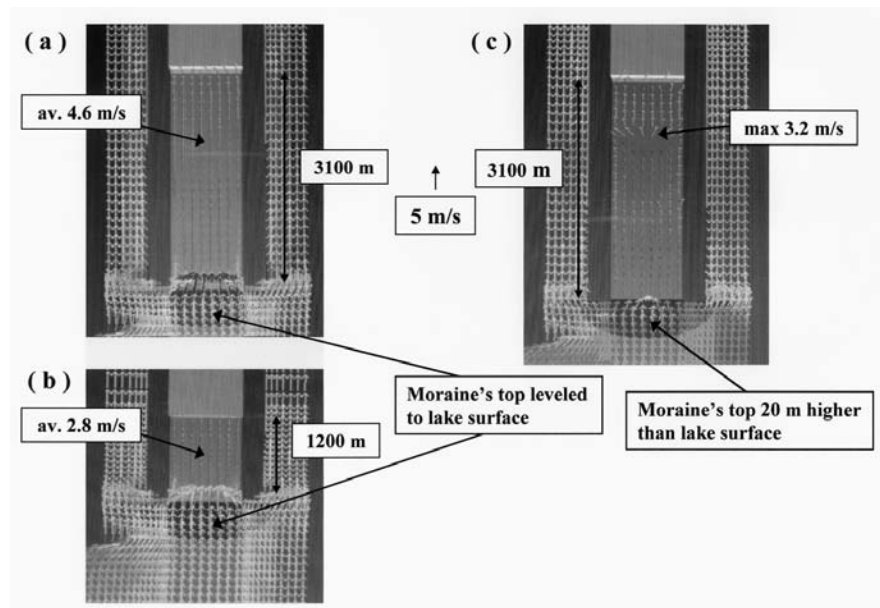 ( a )
av. 4.6 m/s
3100 m
5 m/s
( c )
3100 m
max 3.2 m/s
( b )
av. 2.8 m/s
1200 m
Moraine's top leveled
to lake surface
Moraine's top 20 m higher
than lake surface